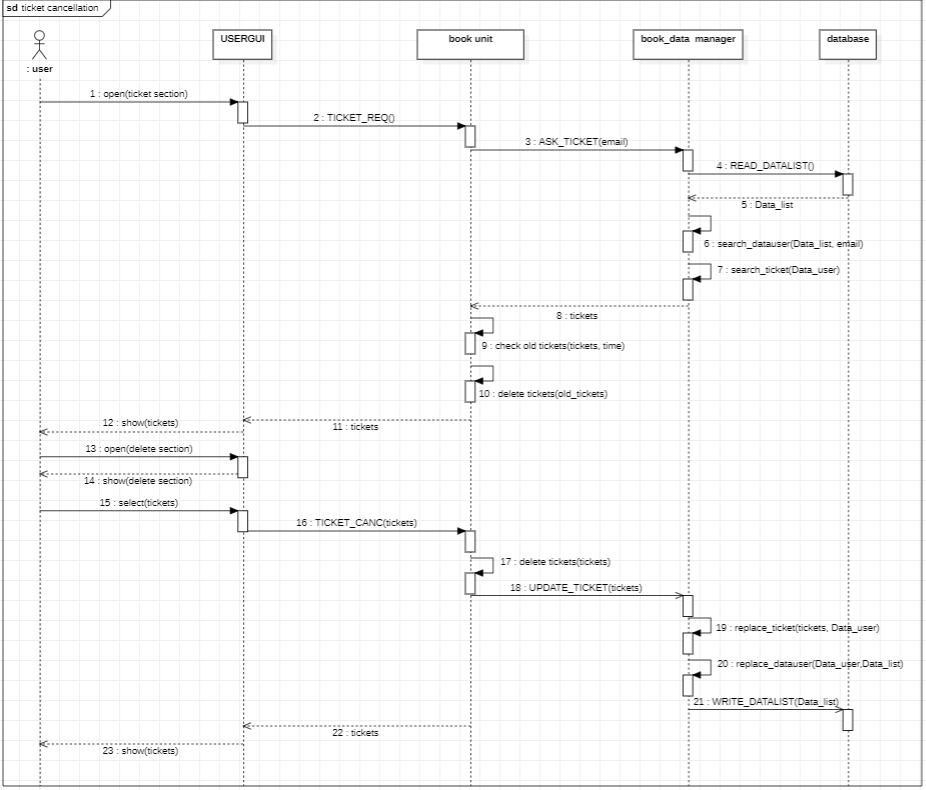 sd ticket cancellation
USERGUI
book unit
book_data manager
database
: user
1 : open(ticket section)
2 : TICKET_REQ()
3 : ASK_TICKET(email)
4 : READ_DATALIST()
5 : Data_list
6 : search_datauser(Data_list, email)
7 : search_ticket(Data_user)
8 : tickets
9 : check old tickets(tickets, time)
10 : delete tickets(old_tickets)
11 : tickets
12 : show(tickets)
13 : open(delete section)
14 : show(delete section)
15 : select(tickets)
16 : TICKET_CANC(tickets)
17 : delete tickets(tickets)
18 : UPDATE_TICKET(tickets)
19 : replace_ticket(tickets, Data_user)
20 : replace_datauser(Data_user,Data_list)
21 : WRITE_DATALIST(Data_list)
22 : tickets
23 : show(tickets)